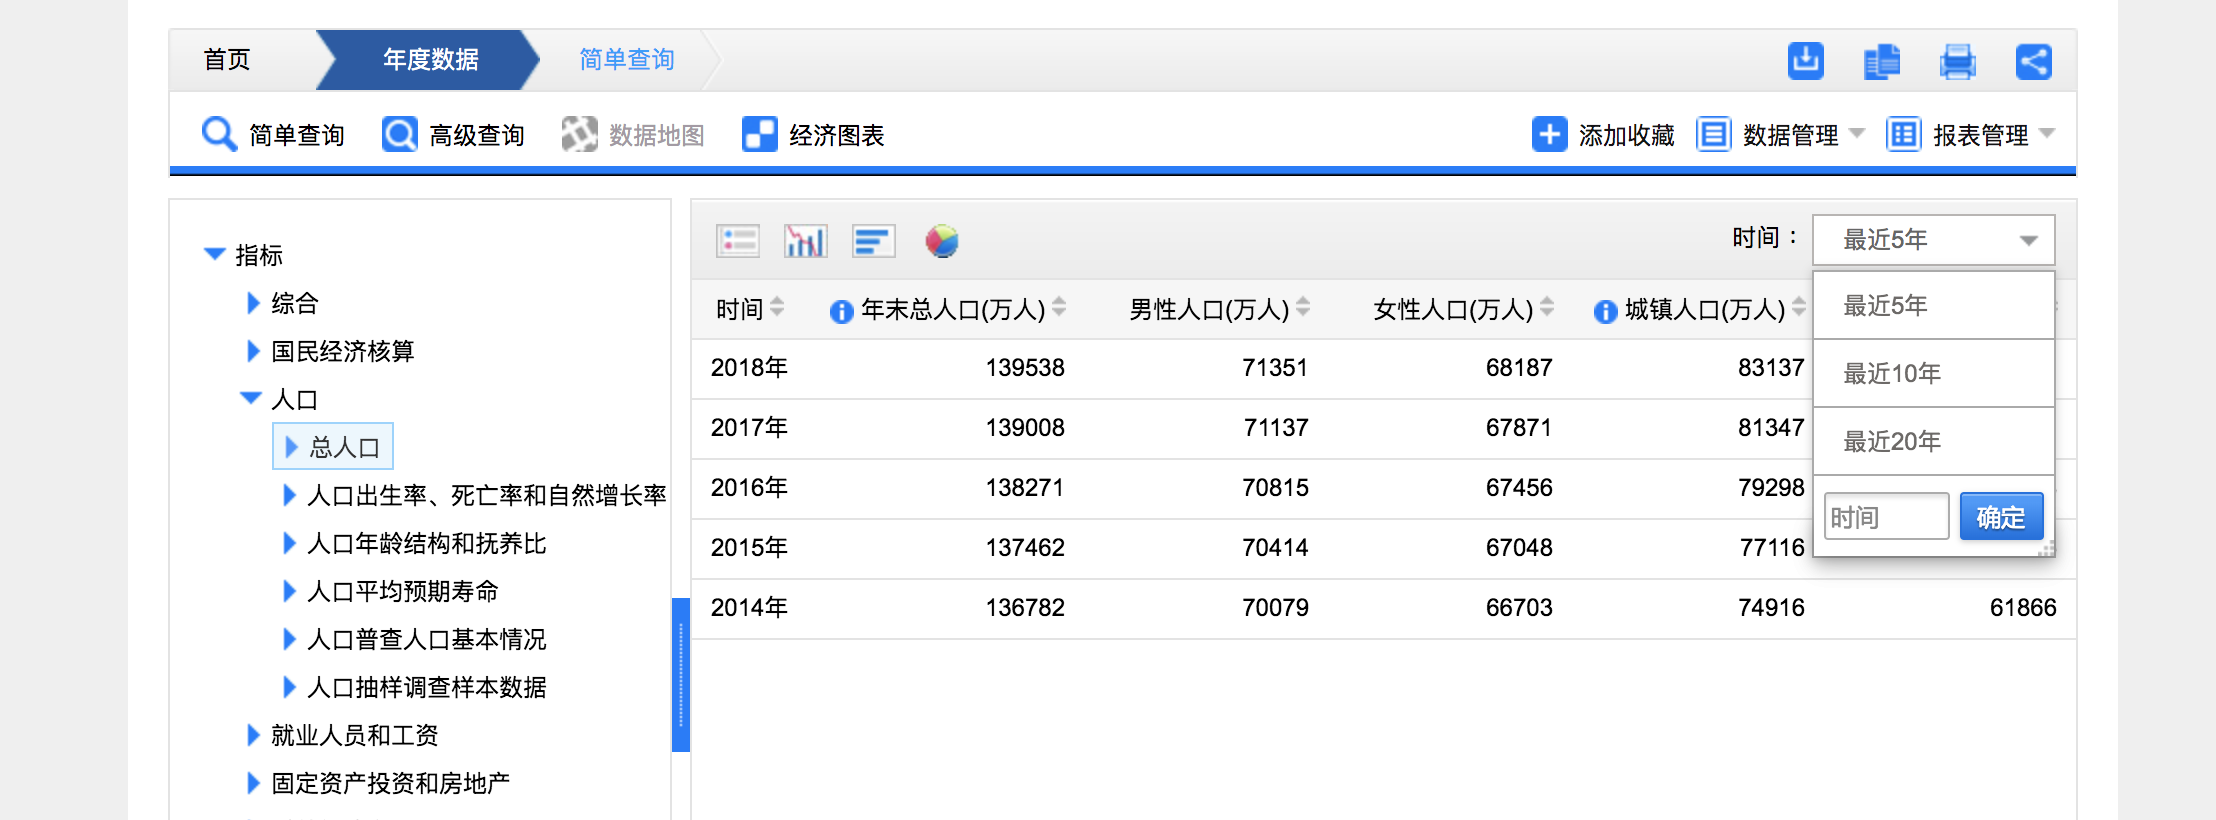 首页 年度数据 简单查询
简单查询 高级查询 数据地图 经济图表 添加收藏 数据管理 报表管理
指标
综合
国民经济核算
人口
总人口
人口出生率、死亡率和自然增长率
人口年龄结构和抚养比
人口平均预期寿命
人口普查人口基本情况
人口抽样调查样本数据
就业人员和工资
固定资产投资和房地产
时间： 最近5年
最近5年
最近10年
最近20年
时间 确定
时间 年末总人口(万人) 男性人口(万人) 女性人口(万人) 城镇人口(万人)
2018年 139538 71351 68187 83137
2017年 139008 71137 67871 81347
2016年 138271 70815 67456 79298
2015年 137462 70414 67048 77116
2014年 136782 70079 66703 74916 61866